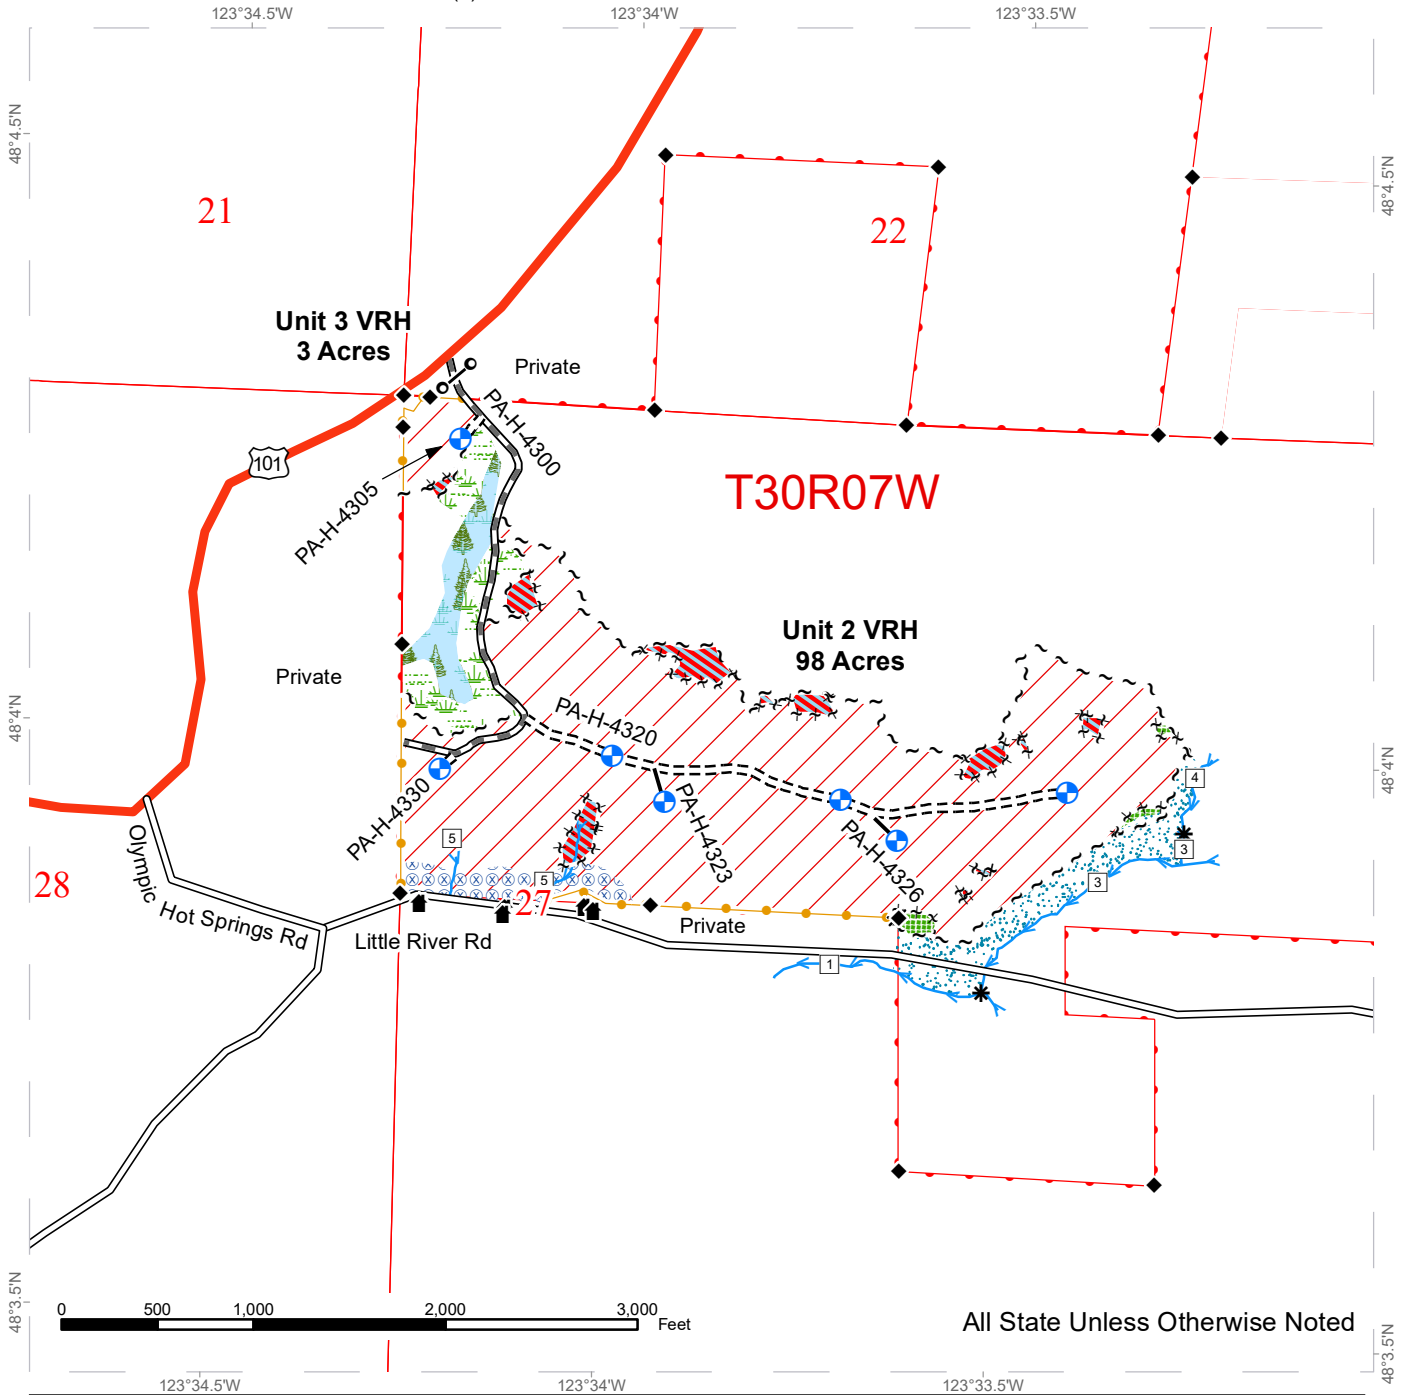 123°34.5'W
123°34'W
123°33.5'W
48°4.5'N
48°4.5'N
21
22
Unit 3 VRH
3 Acres
Private
PA-H-4300
101
T30R07W
PA-H-4305
Unit 2 VRH
98 Acres
Private
PA-H-4320
48°4'N
48°4'N
4
PA-H-4330
PA-H-4323
PA-H-4326
5
3
5
3
Olympic Hot Springs Rd
28
27
Little River Rd
Private
1
48°3.5'N
48°3.5'N
0 500 1,000 2,000 3,000
Feet
All State Unless Otherwise Noted
123°34.5'W
123°34'W
123°33.5'W